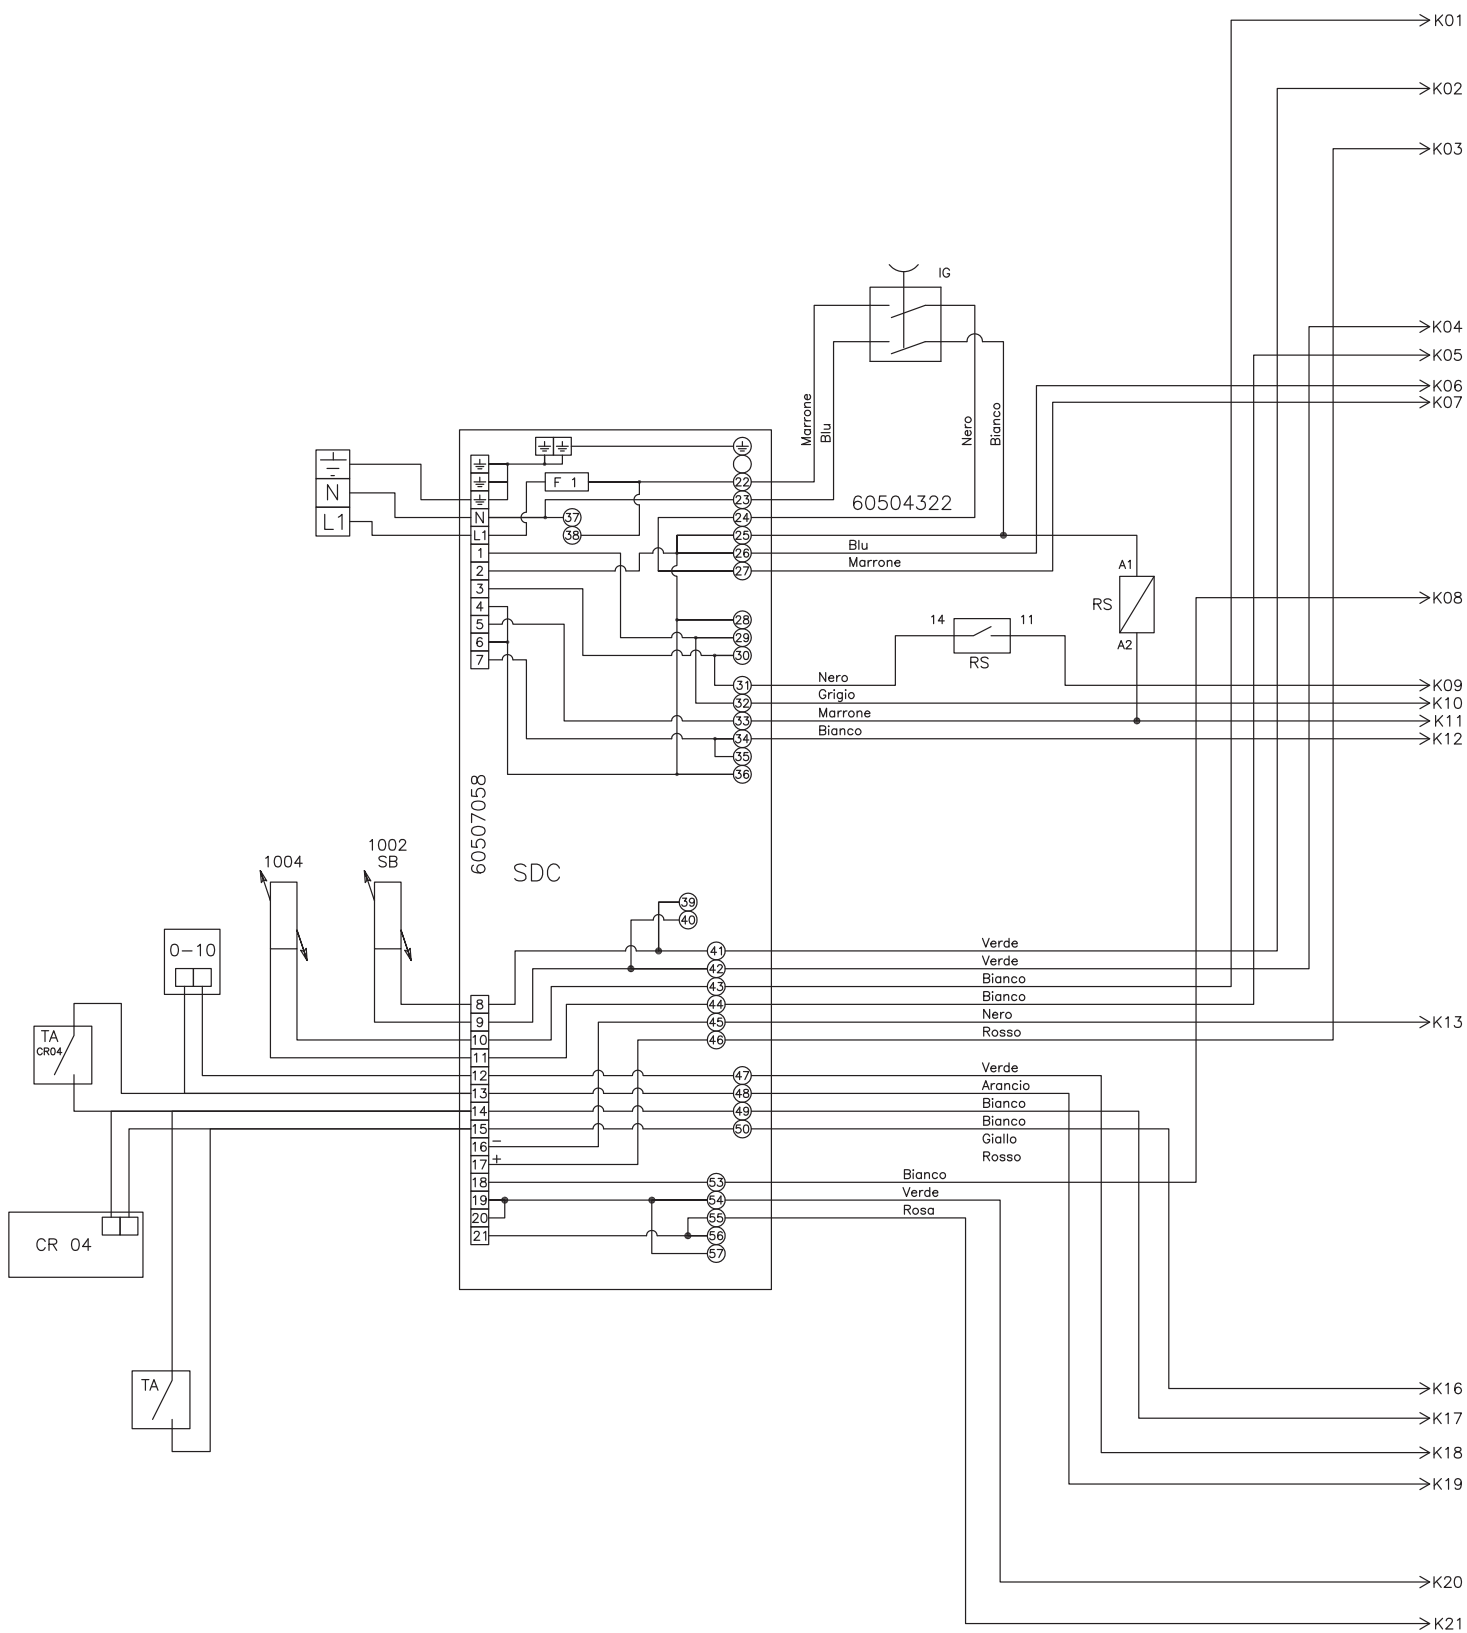 K01
K02
K03
IG
K04
K05
K06
K07
Marrone
Blu
Nero
Bianco
N
L1
F 1
22
23
60504322
N
37
24
L1
38
25
1
26
Blu
2
27
Marrone
A1
3
RS
K08
4
28
14
11
5
29
6
30
A2
7
RS
31
Nero
K09
32
Grigio
K10
33
Marrone
K11
34
Bianco
K12
35
36
60507058
SDC
1004
1002
SB
39
40
0-10
41
Verde
42
Verde
43
Bianco
8
44
Bianco
9
45
Nero
K13
TA
CR04
10
46
Rosso
11
12
47
Verde
13
48
Arancio
14
49
Bianco
15
50
Bianco
16
−
Giallo
17
+
Rosso
18
53
Bianco
19
54
Verde
20
55
Rosa
21
56
57
CR 04
TA
K16
K17
K18
K19
K20
K21